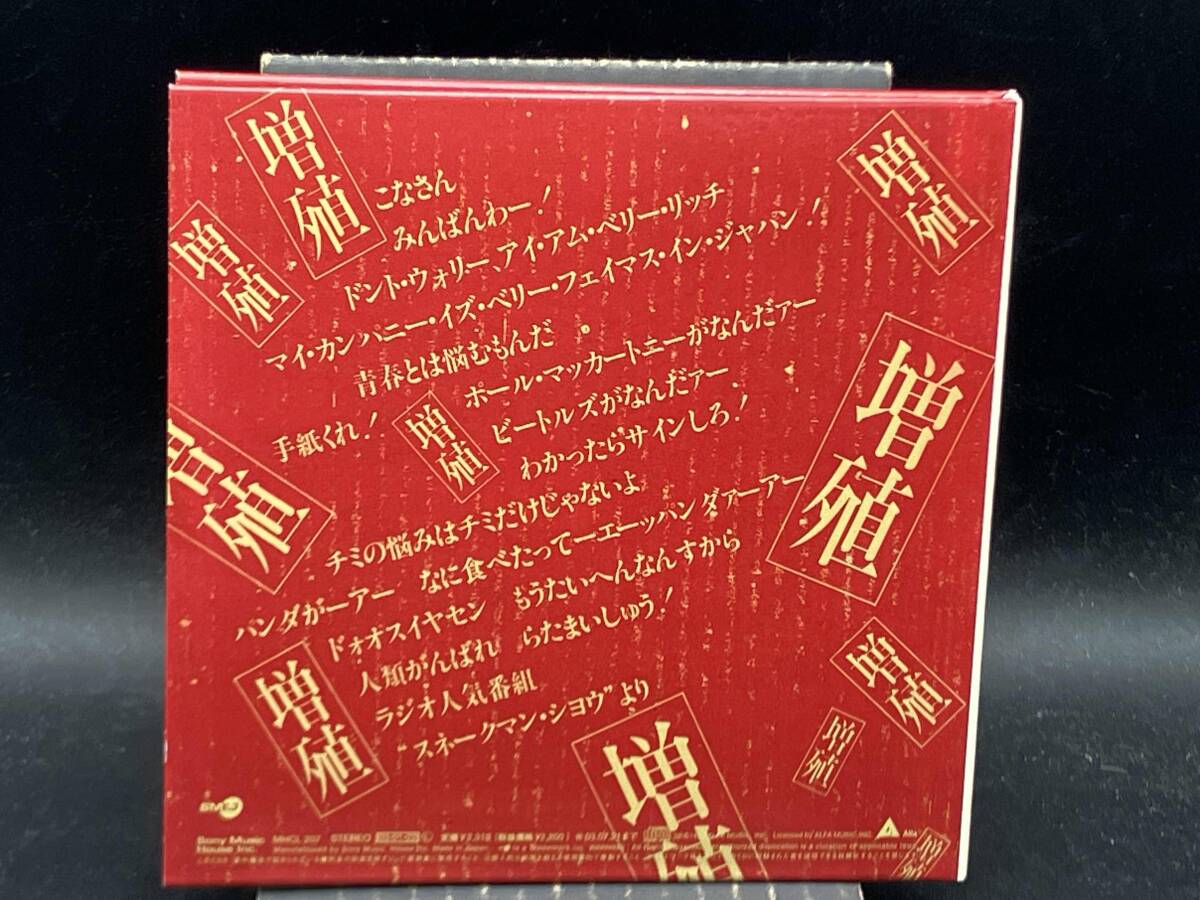 増殖
増殖
増殖
こなさん
みんばんわー!
ドント・ウォリー、アイ・アム・ベリー・リッチ
マイ・カンパニー・イズ・ベリー・フェイマス・イン・ジャパン!
青春とは悩むもんだ。
ポール・マッカートニーがなんだァー
ビートルズがなんだァー
手紙くれ!
増殖
わかったらサインしろ!
増殖
増殖
チミの悩みはチミだけじゃないよ
なに食べたってーエーッパンダァーアー
パンダがーアー
ドォオスイヤセン もうたいへんなんすから
人類がんばれ らたまいしゅう!
ラジオ人気番組
“スネークマン・ショウ”より
増殖
増殖
増殖
増殖
増殖
SMEJ
Sony Music House Inc.
MHCL 207
STEREO